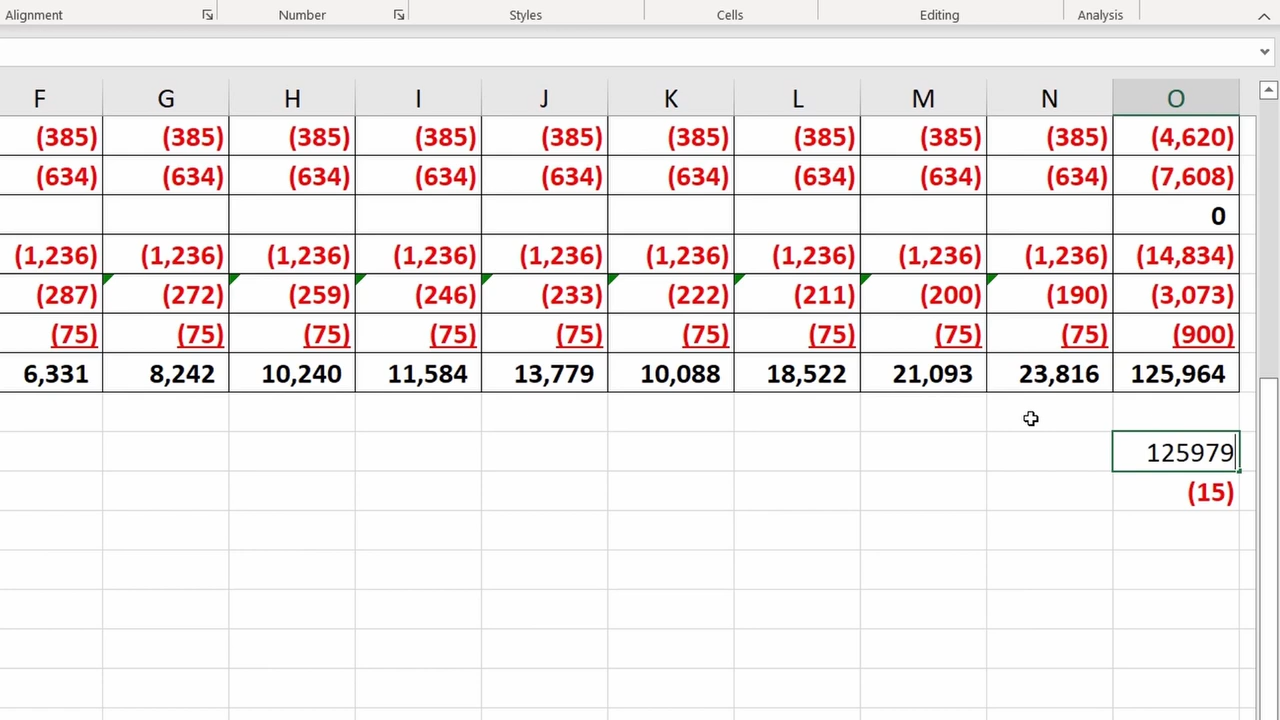 Alignment Number Styles Cells Editing Analysis
F G H I J K L M N O
(385) (385) (385) (385) (385) (385) (385) (385) (385) (4,620)
(634) (634) (634) (634) (634) (634) (634) (634) (634) (7,608)
0
(1,236) (1,236) (1,236) (1,236) (1,236) (1,236) (1,236) (1,236) (1,236) (14,834)
(287) (272) (259) (246) (233) (222) (211) (200) (190) (3,073)
(75) (75) (75) (75) (75) (75) (75) (75) (75) (900)
6,331 8,242 10,240 11,584 13,779 10,088 18,522 21,093 23,816 125,964
125979
(15)